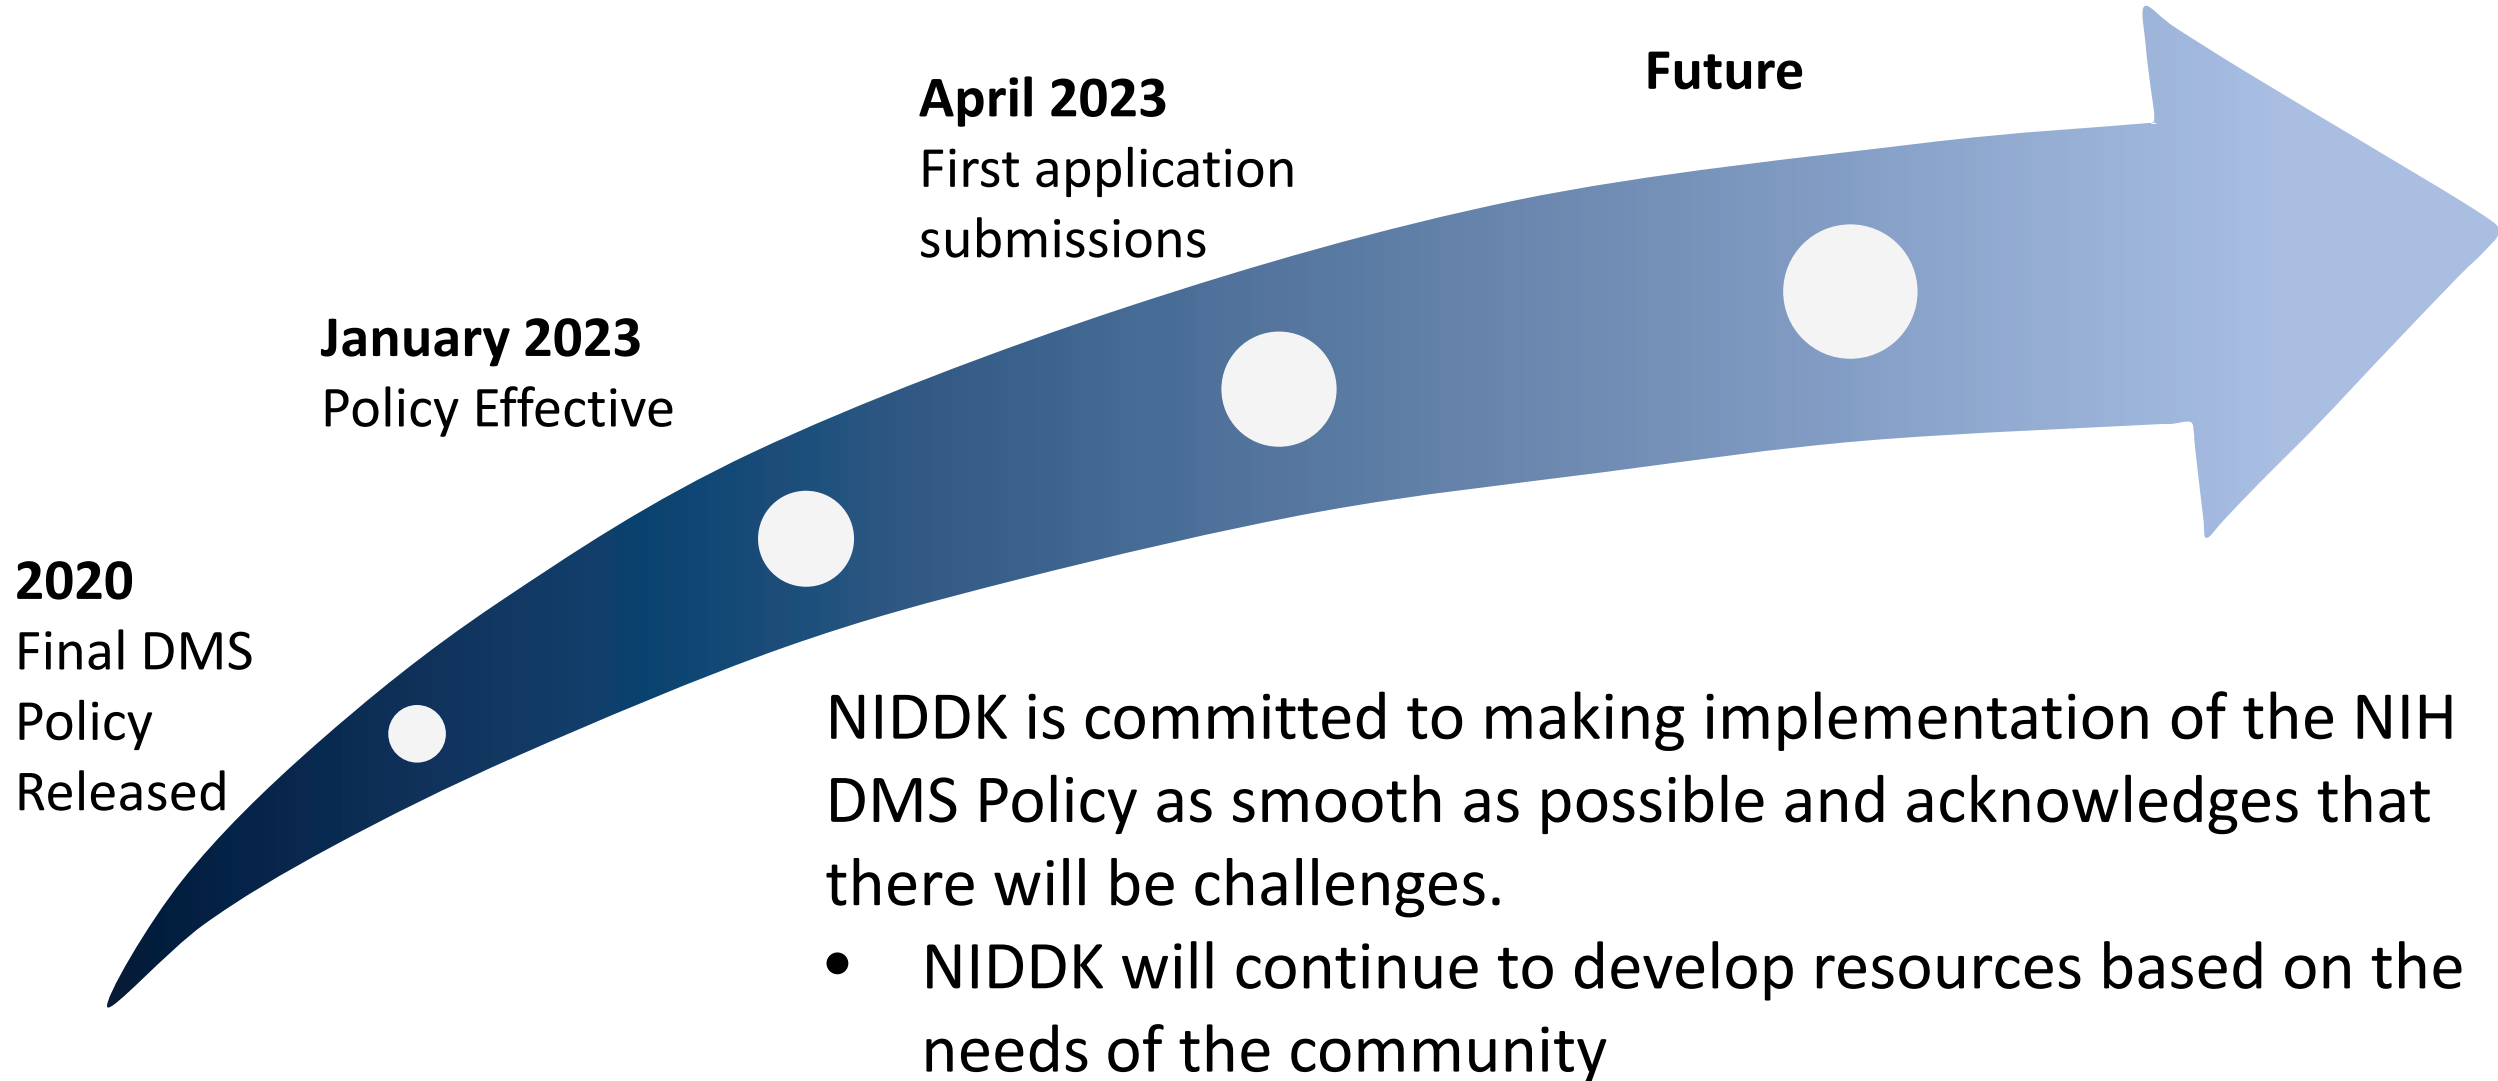 2020
Final DMS
Policy
Released
January 2023
Policy Effective
April 2023
First application
submissions
Future
NIDDK is committed to making implementation of the NIH
DMS Policy as smooth as possible and acknowledges that
there will be challenges.
• NIDDK will continue to develop resources based on the
needs of the community